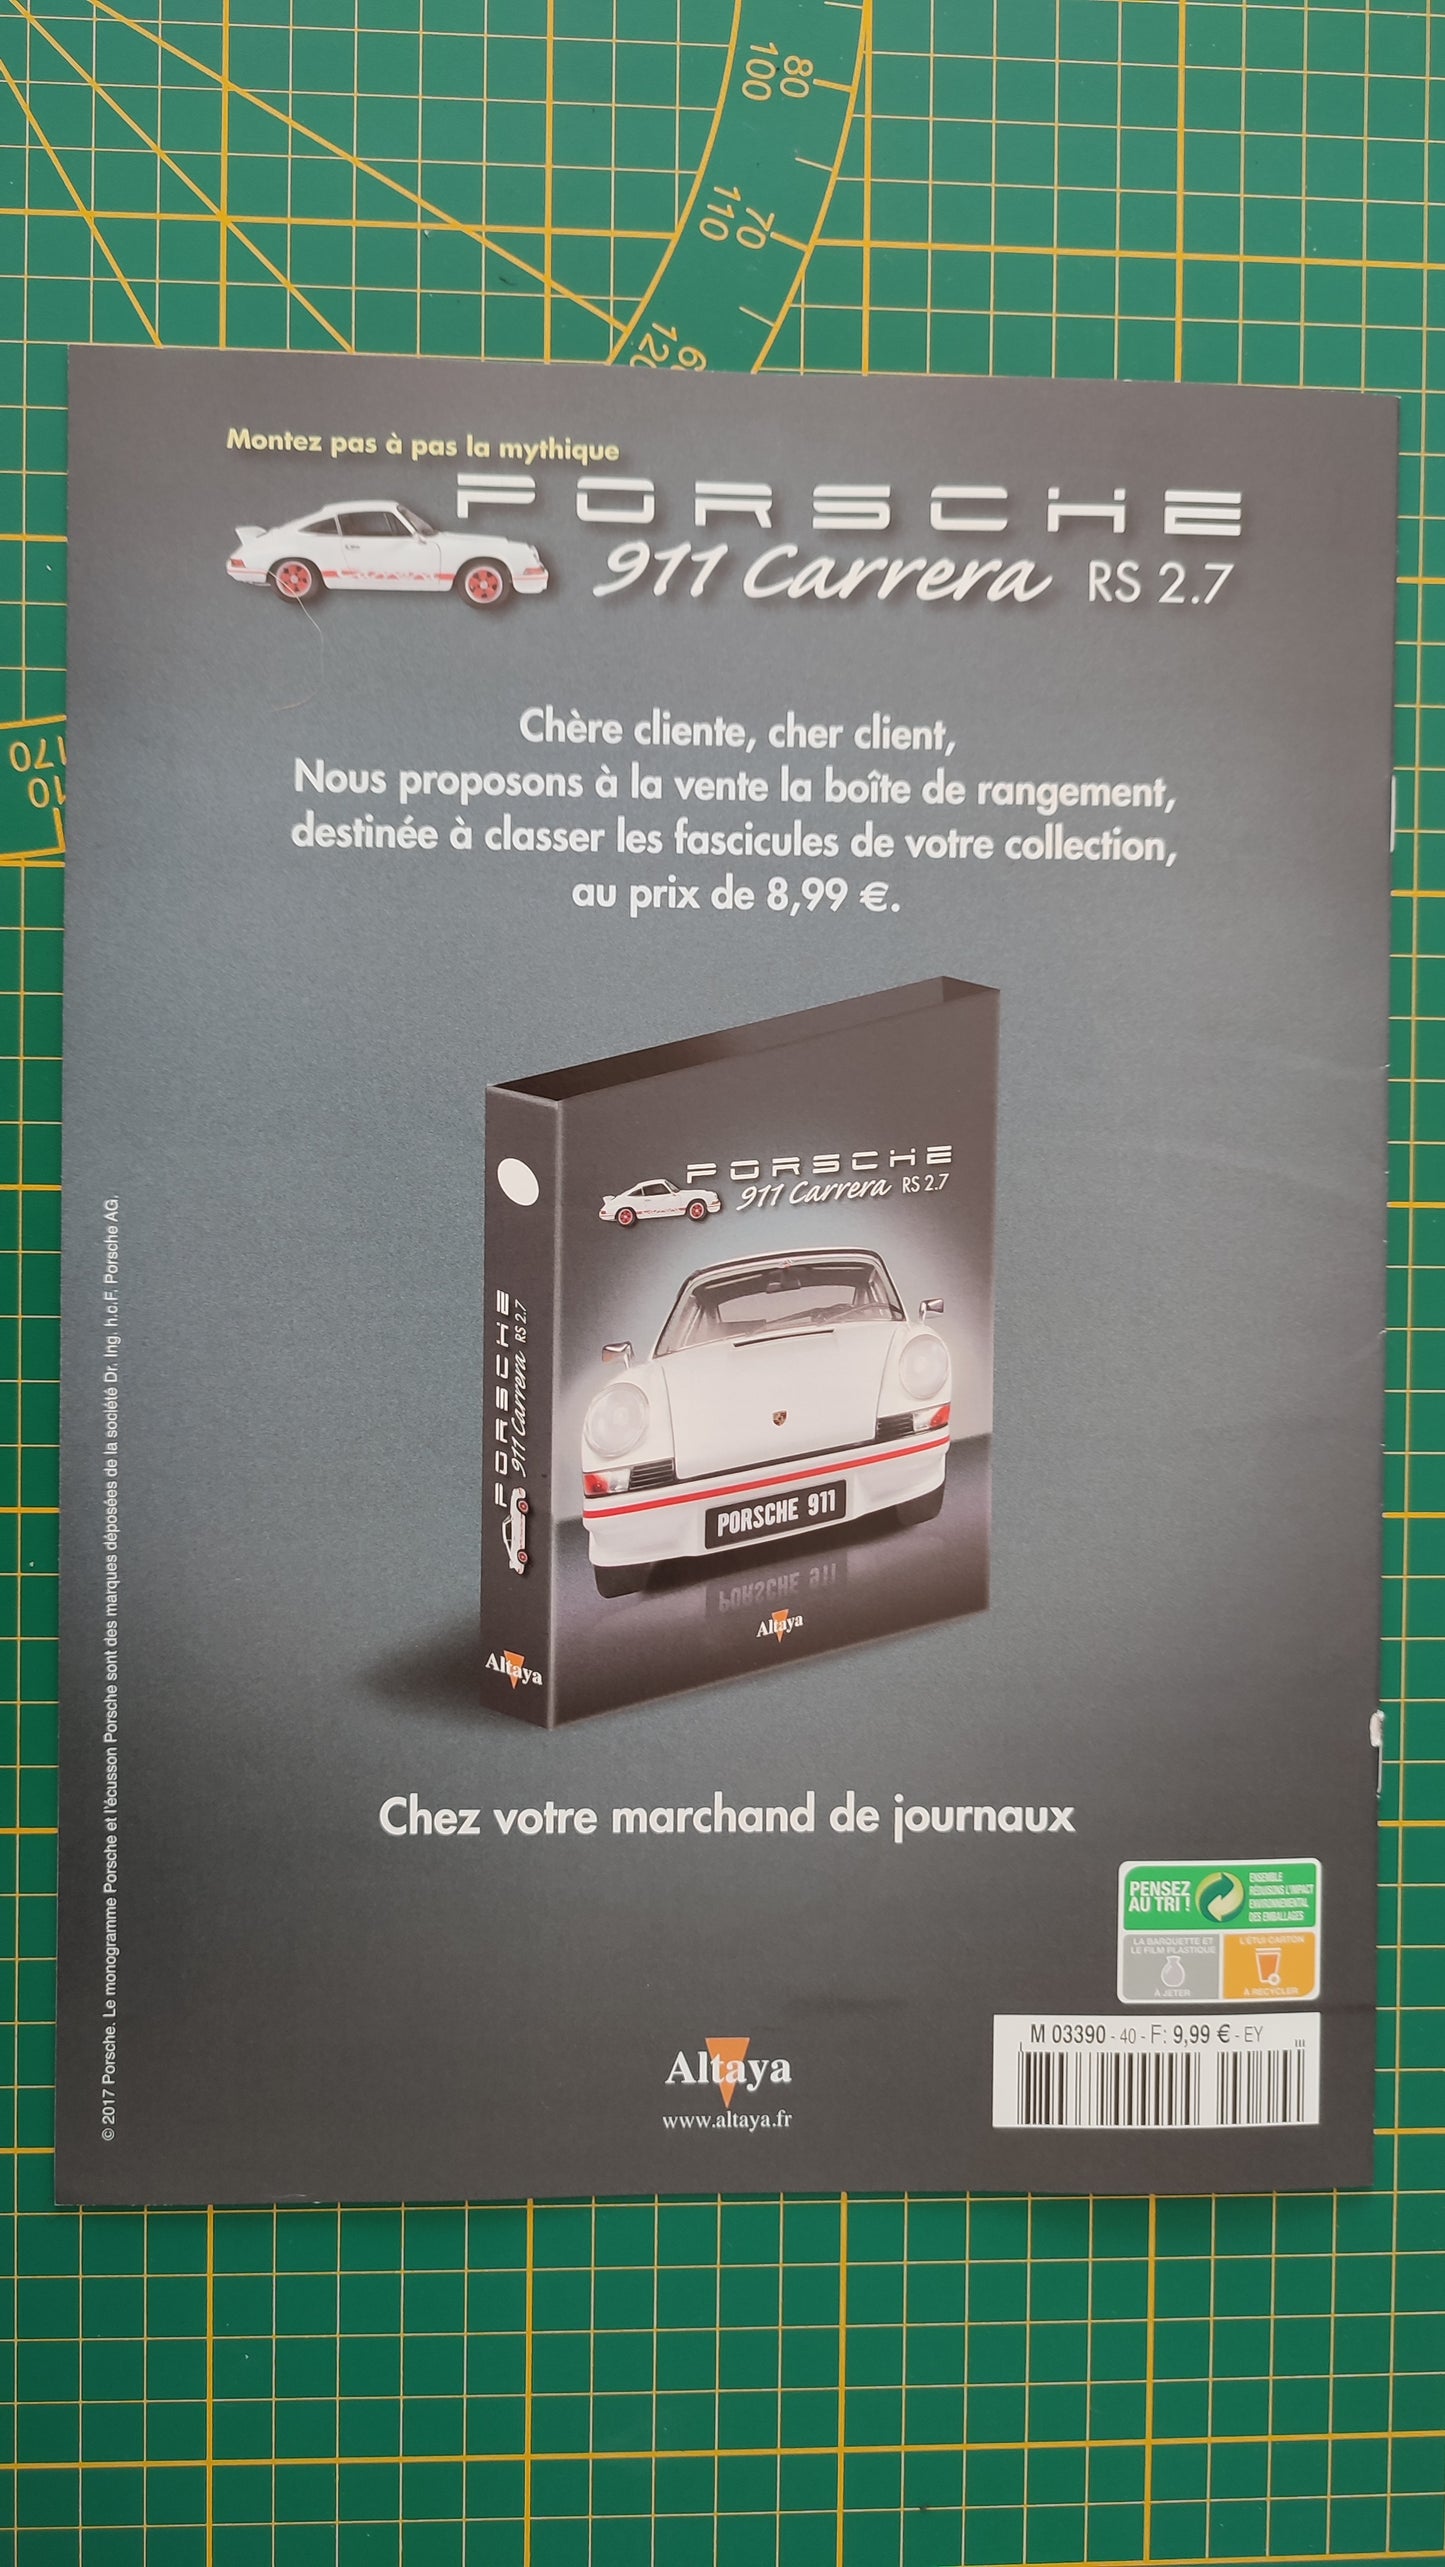 80
100
70
110
60
120
170
10
Montez pas à pas la mythique
PORSCHE
911 Carrera RS 2.7
Carrera
Chère cliente, cher client,
Nous proposons à la vente la boîte de rangement,
destinée à classer les fascicules de votre collection,
au prix de 8,99 €.
PORSCHE
911 Carrera RS 2.7
PORSCHE
911 Carrera RS 2.7
PORSCHE 911
PORSCHE 911
Altaya
Altaya
Chez votre marchand de journaux
© 2017 Porsche. Le monogramme Porsche et l'écusson Porsche sont des marques déposées de la société Dr. Ing. h.c.F. Porsche AG.
PENSEZ
AU TRI !
ENSEMBLE
RÉDUISONS L'IMPACT
ENVIRONNEMENTAL
DES EMBALLAGES
LA BARQUETTE ET
LE FILM PLASTIQUE
À JETER
L'ÉTUI CARTON
À RECYCLER
M 03390 - 40 - F: 9,99 € - EY
Altaya
www.altaya.fr